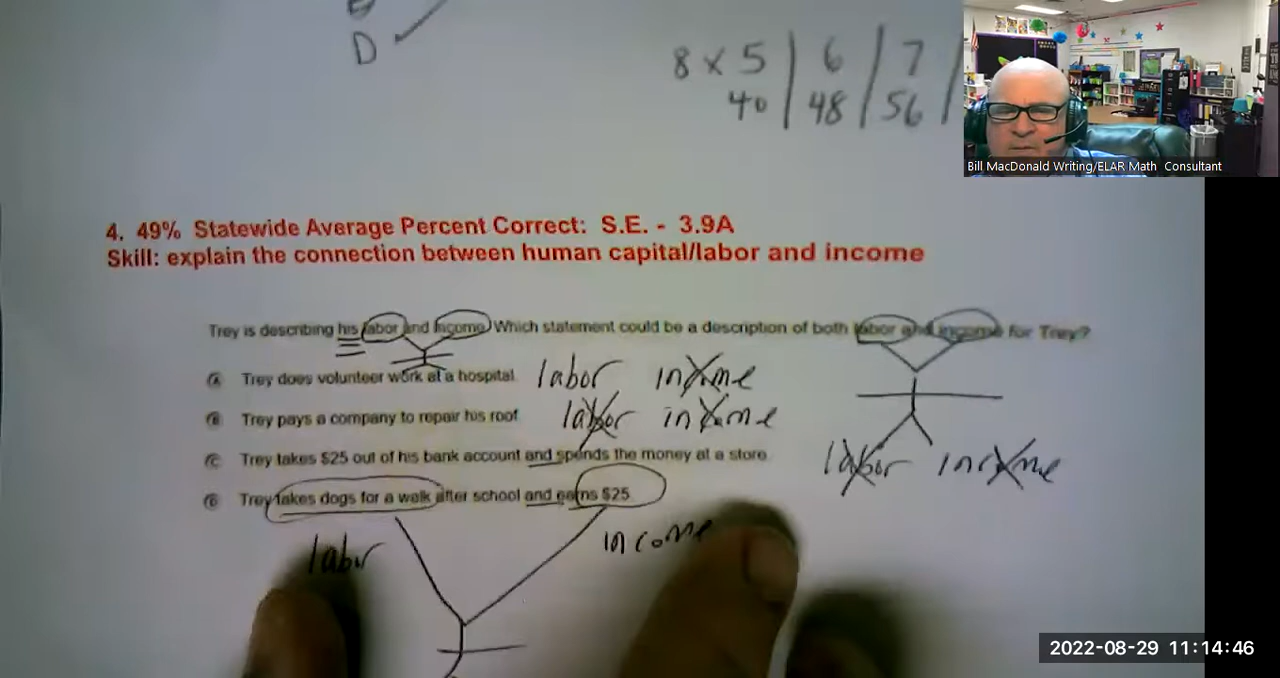 D
8 × 5 | 6 | 7 |
40 | 48 | 56 |
Bill MacDonald Writing/ELAR Math Consultant
4. 49% Statewide Average Percent Correct: S.E. - 3.9A
Skill: explain the connection between human capital/labor and income
Trey is describing his labor and income. Which statement could be a description of both labor and income for Trey?
A Trey does volunteer work at a hospital. labor income
B Trey pays a company to repair his roof. labor income
C Trey takes $25 out of his bank account and spends the money at a store. labor income
D Trey takes dogs for a walk after school and earns $25.
labor income
2022-08-29 11:14:46